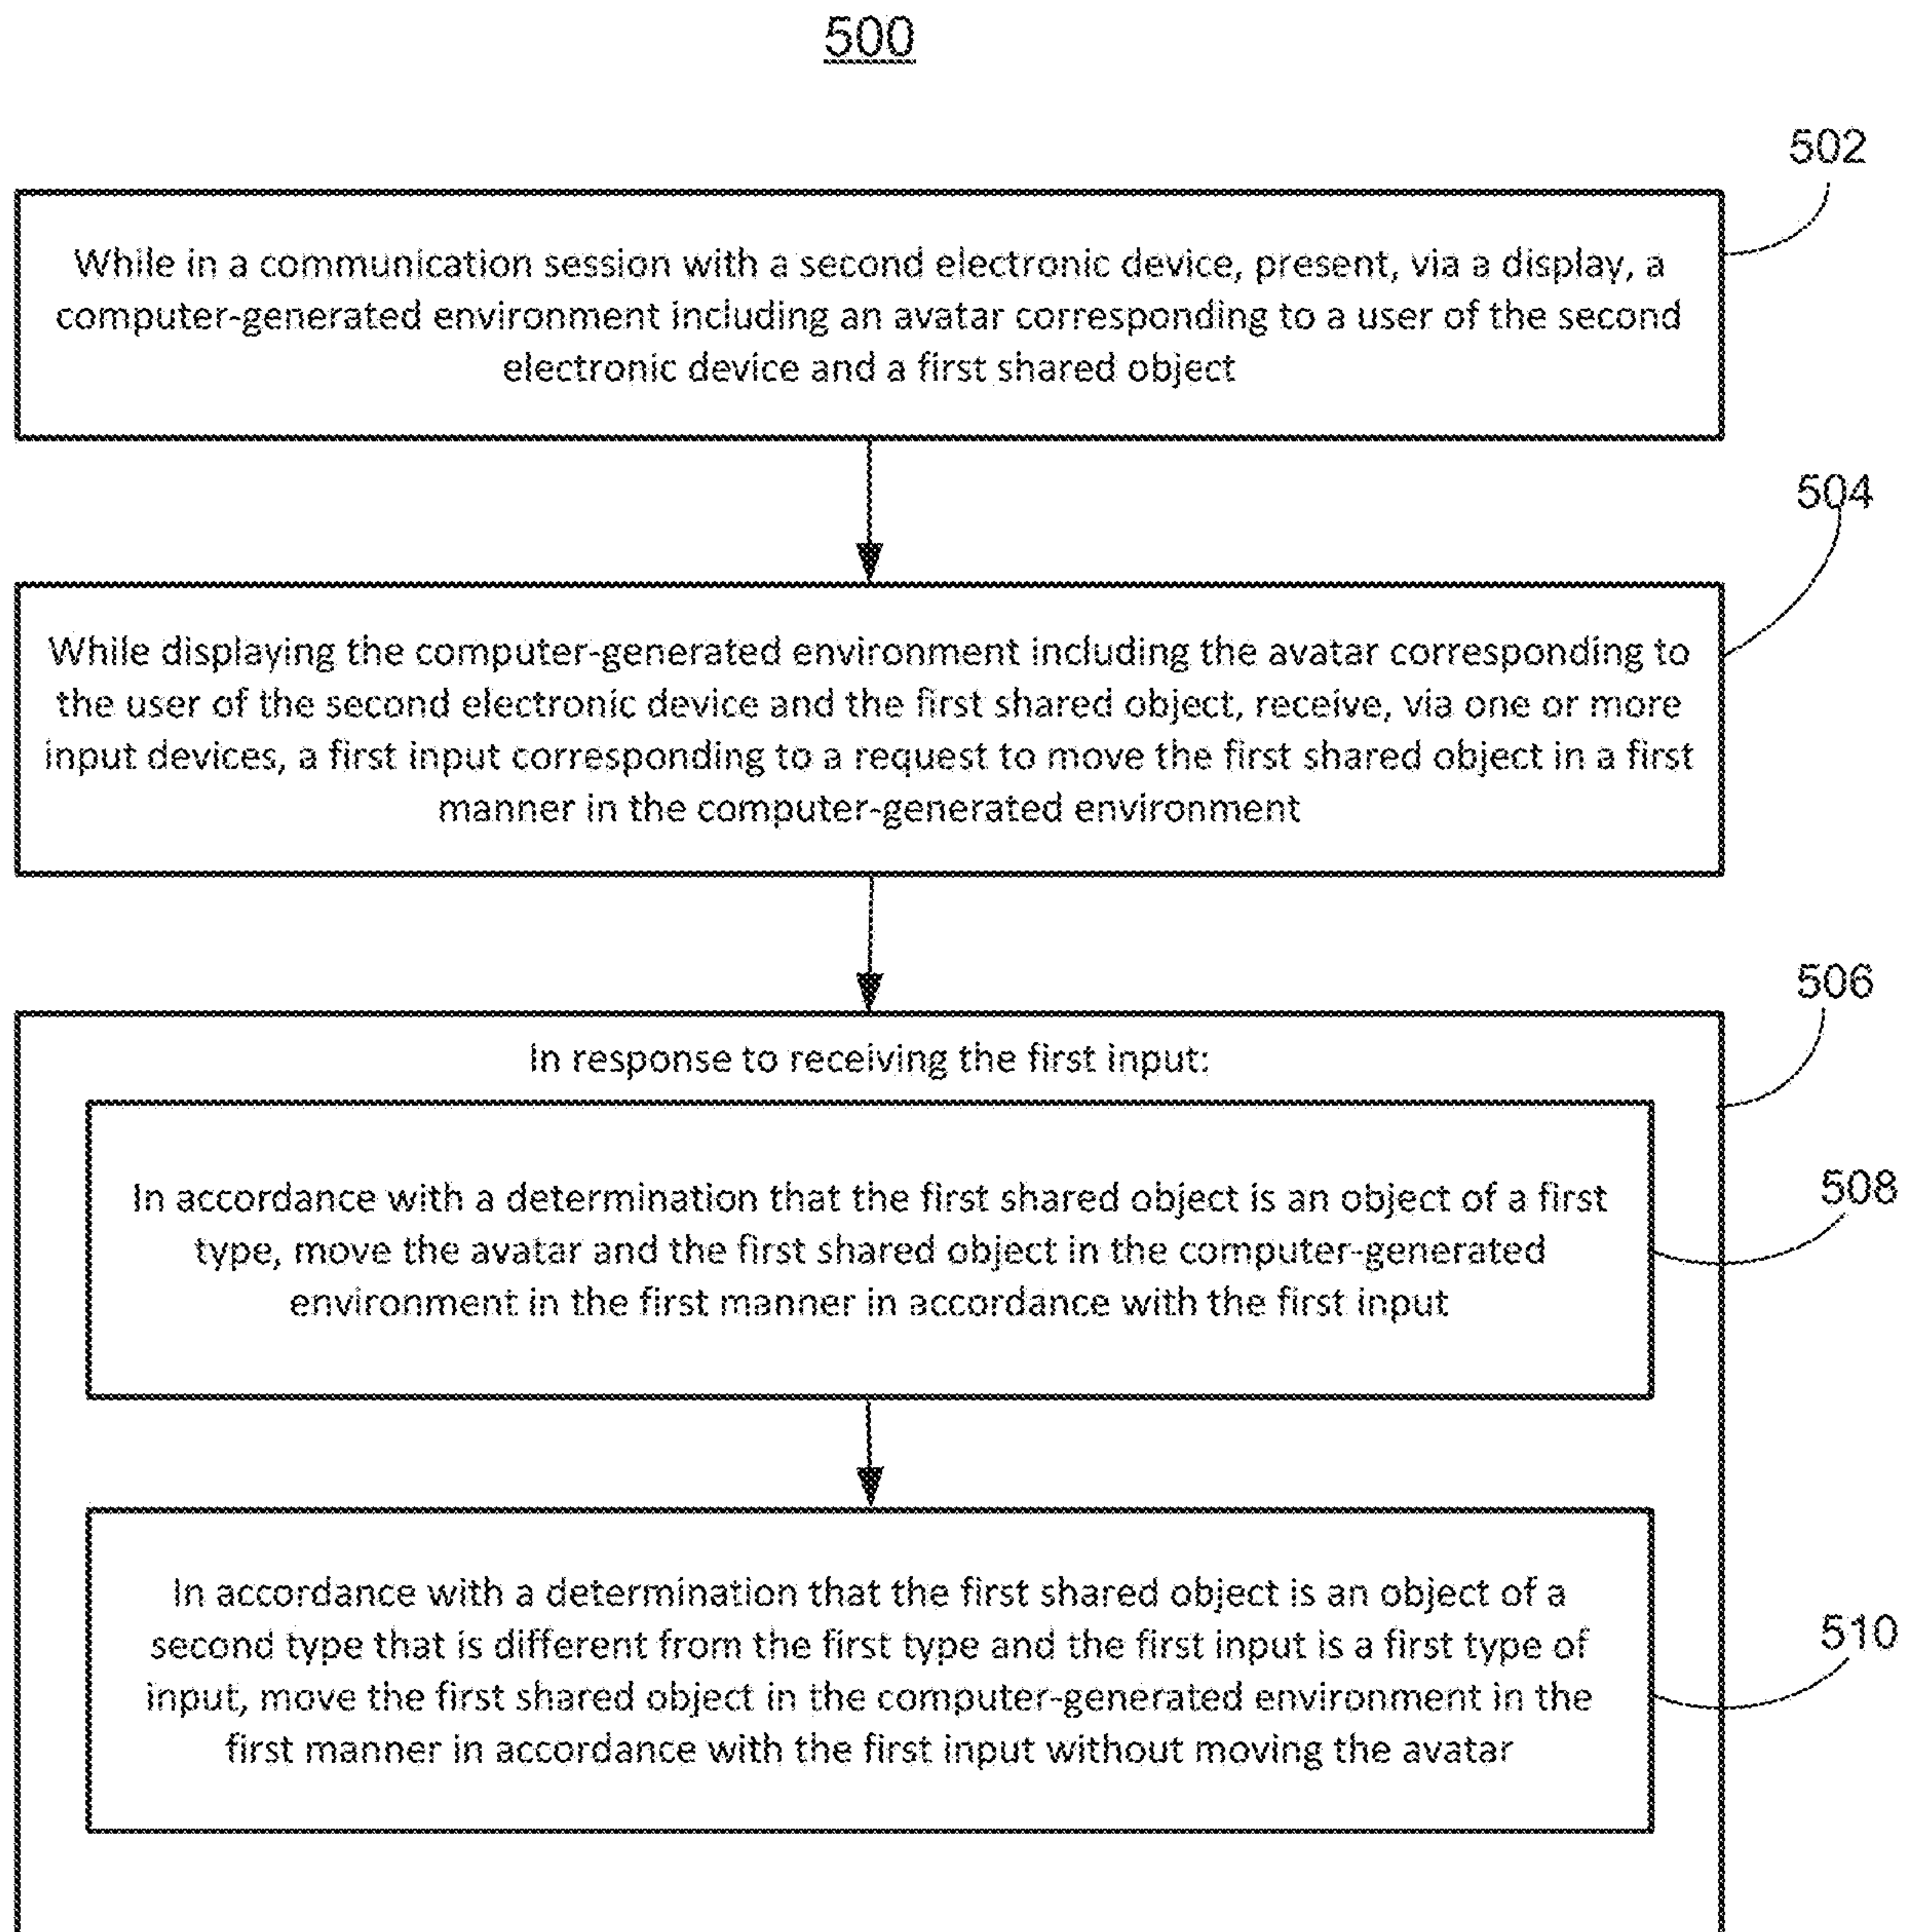 500
502
While in a communication session with a second electronic device, present, via a display, a
computer-generated environment including an avatar corresponding to a user of the second
electronic device and a first shared object
504
While displaying the computer-generated environment including the avatar corresponding to
the user of the second electronic device and the first shared object, receive, via one or more
input devices, a first input corresponding to a request to move the first shared object in a first
manner in the computer-generated environment
506
In response to receiving the first input:
508
In accordance with a determination that the first shared object is an object of a first
type, move the avatar and the first shared object in the computer-generated
environment in the first manner in accordance with the first input
510
In accordance with a determination that the first shared object is an object of a
second type that is different from the first type and the first input is a first type of
input, move the first shared object in the computer-generated environment in the
first manner in accordance with the first input without moving the avatar